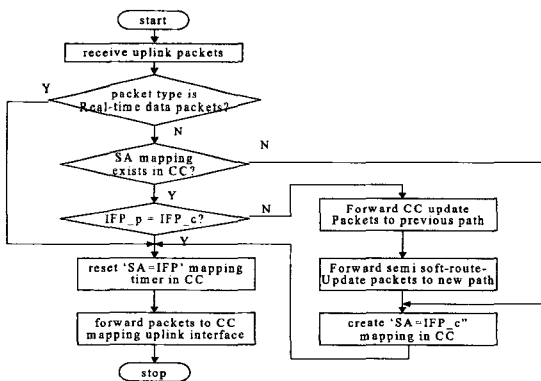 start
receive uplink packets
Y
packet type is
Real-time data packets?
N
SA mapping
exists in CC?
N
Y
IFP_p = IFP_c?
N
Forward CC update
Packets to previous path
Y
reset 'SA=IFP' mapping
timer in CC
Forward semi soft-route-
Update packets to new path
forward packets to CC
mapping uplink interface
create 'SA=IFP_c"
mapping in CC
stop